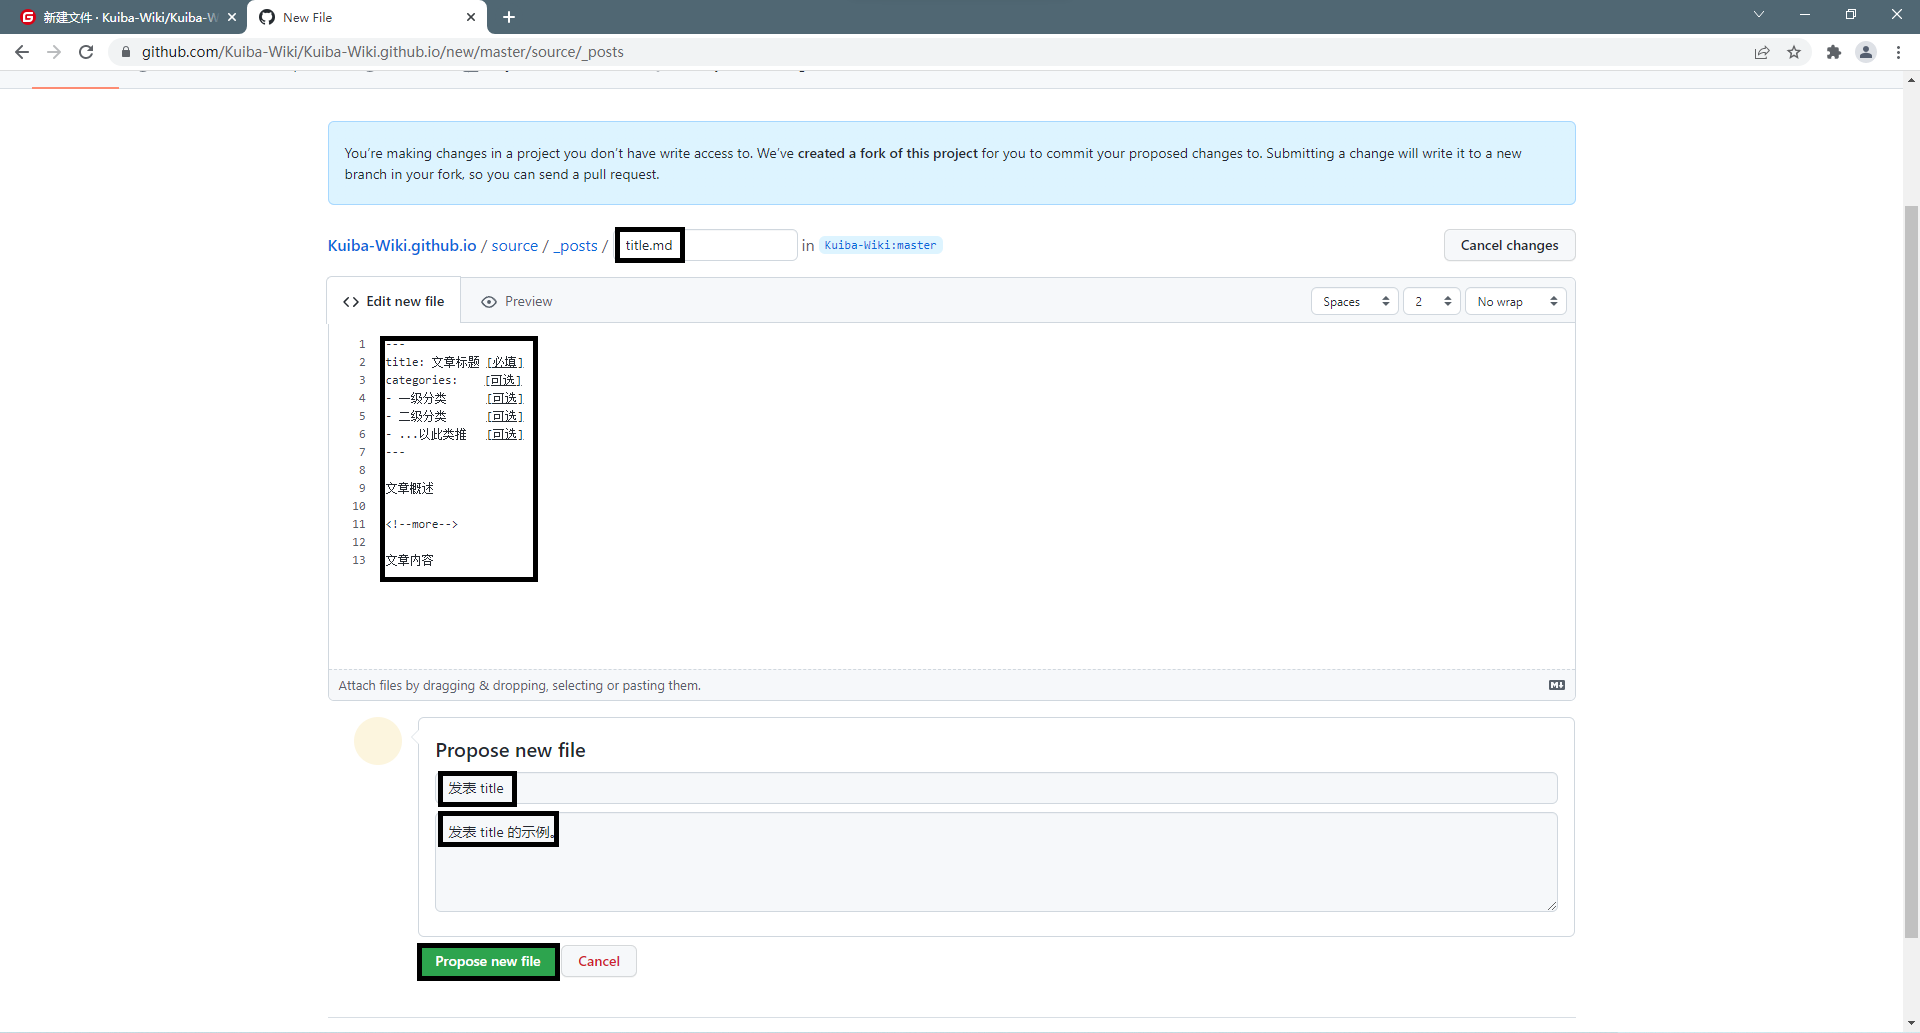 新建文件 · Kuiba-Wiki/Kuiba-W
New File
github.com/Kuiba-Wiki/Kuiba-Wiki.github.io/new/master/source/_posts
You’re making changes in a project you don’t have write access to. We’ve created a fork of this project for you to commit your proposed changes to. Submitting a change will write it to a new
branch in your fork, so you can send a pull request.
Kuiba-Wiki.github.io / source / _posts / title.md in Kuiba-Wiki:master
Cancel changes
Edit new file
Preview
Spaces
2
No wrap
1 ---
2 title: 文章标题 [必填]
3 categories: [可选]
4 - 一级分类 [可选]
5 - 二级分类 [可选]
6 - ...以此类推 [可选]
7 ---
8
9 文章概述
10
11 <!--more-->
12
13 文章内容
Attach files by dragging & dropping, selecting or pasting them.
Propose new file
发表 title
发表 title 的示例。
Propose new file
Cancel